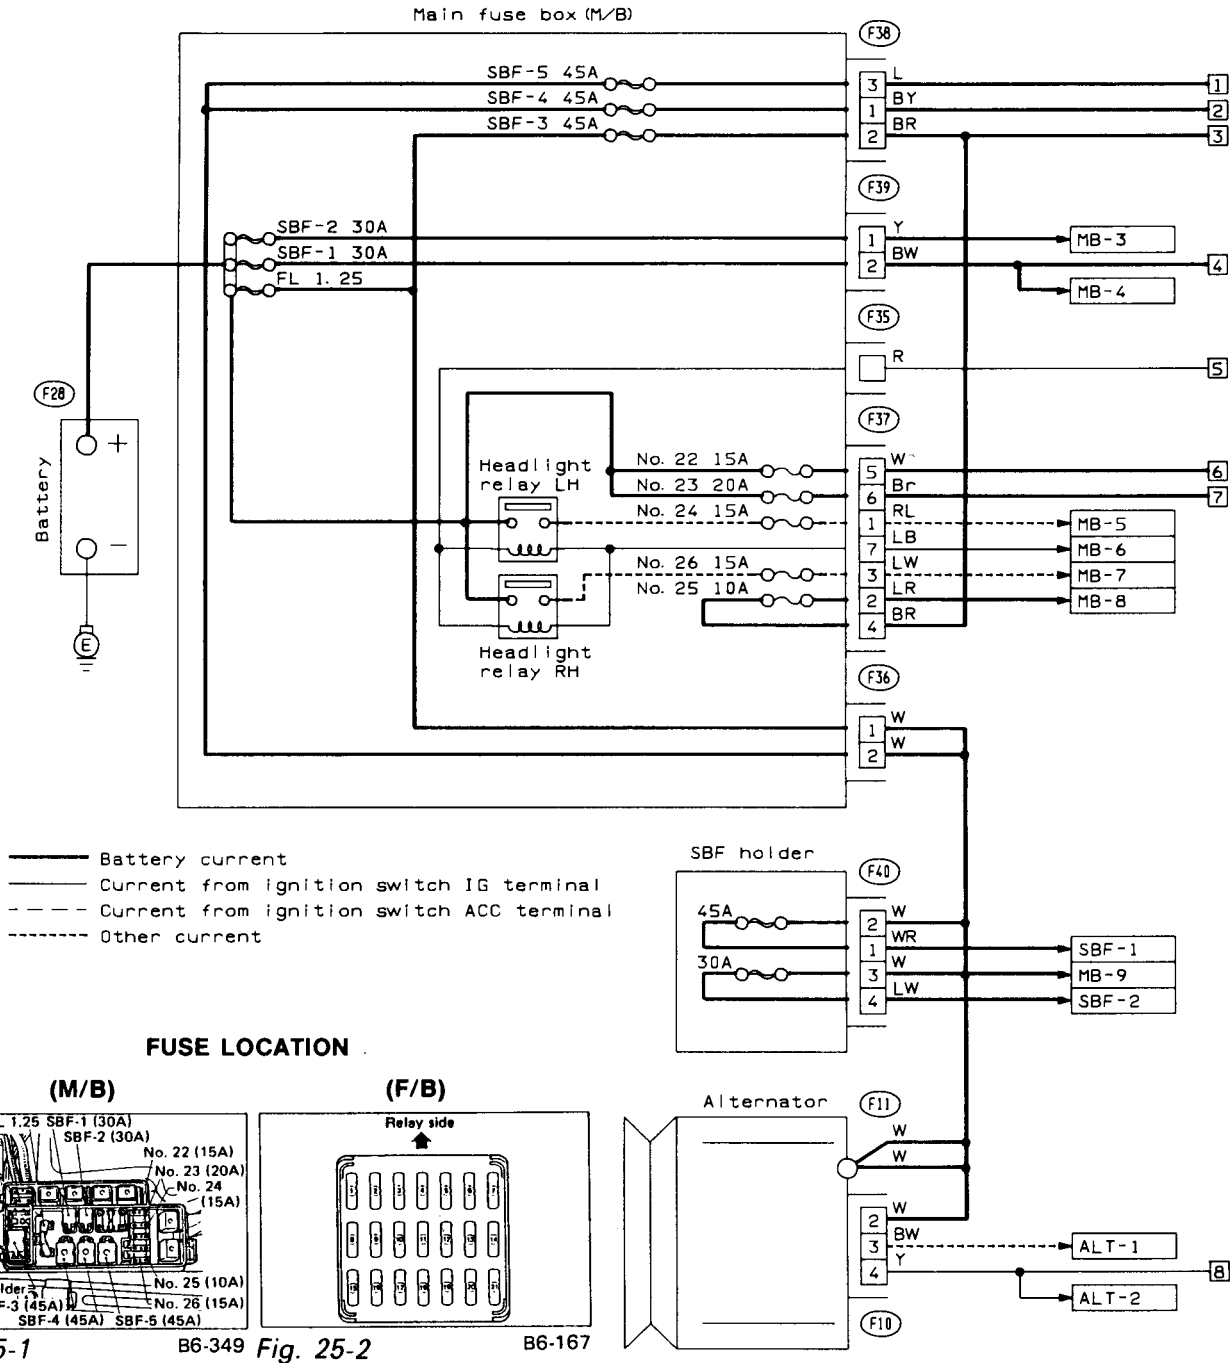 Main fuse box (M/B)
F38
SBF-5 45A
3
L
1
SBF-4 45A
1
BY
2
SBF-3 45A
2
BR
3
F39
SBF-2 30A
1
Y
MB-3
SBF-1 30A
2
BW
4
FL 1. 25
MB-4
F35
R
5
F28
+
-
Battery
E
F37
Headlight
relay LH
No. 22 15A
5
W
6
No. 23 20A
6
Br
7
No. 24 15A
1
RL
MB-5
7
LB
MB-6
No. 26 15A
3
LW
MB-7
No. 25 10A
2
LR
MB-8
4
BR
Headlight
relay RH
F36
1
W
2
W
Battery current
Current from ignition switch IG terminal
Current from ignition switch ACC terminal
Other current
SBF holder
F40
45A
2
W
1
WR
SBF-1
30A
3
W
MB-9
4
LW
SBF-2
FUSE LOCATION
(M/B)
(F/B)
1.25 SBF-1 (30A)
SBF-2 (30A)
No. 22 (15A)
No. 23 (20A)
No. 24
(15A)
No. 25 (10A)
No. 26 (15A)
lder
F-3 (45A)
SBF-4 (45A) SBF-5 (45A)
5-1
B6-349
Relay side
Fig. 25-2
B6-167
Alternator
F11
W
W
2
W
3
BW
ALT-1
4
Y
8
ALT-2
F10